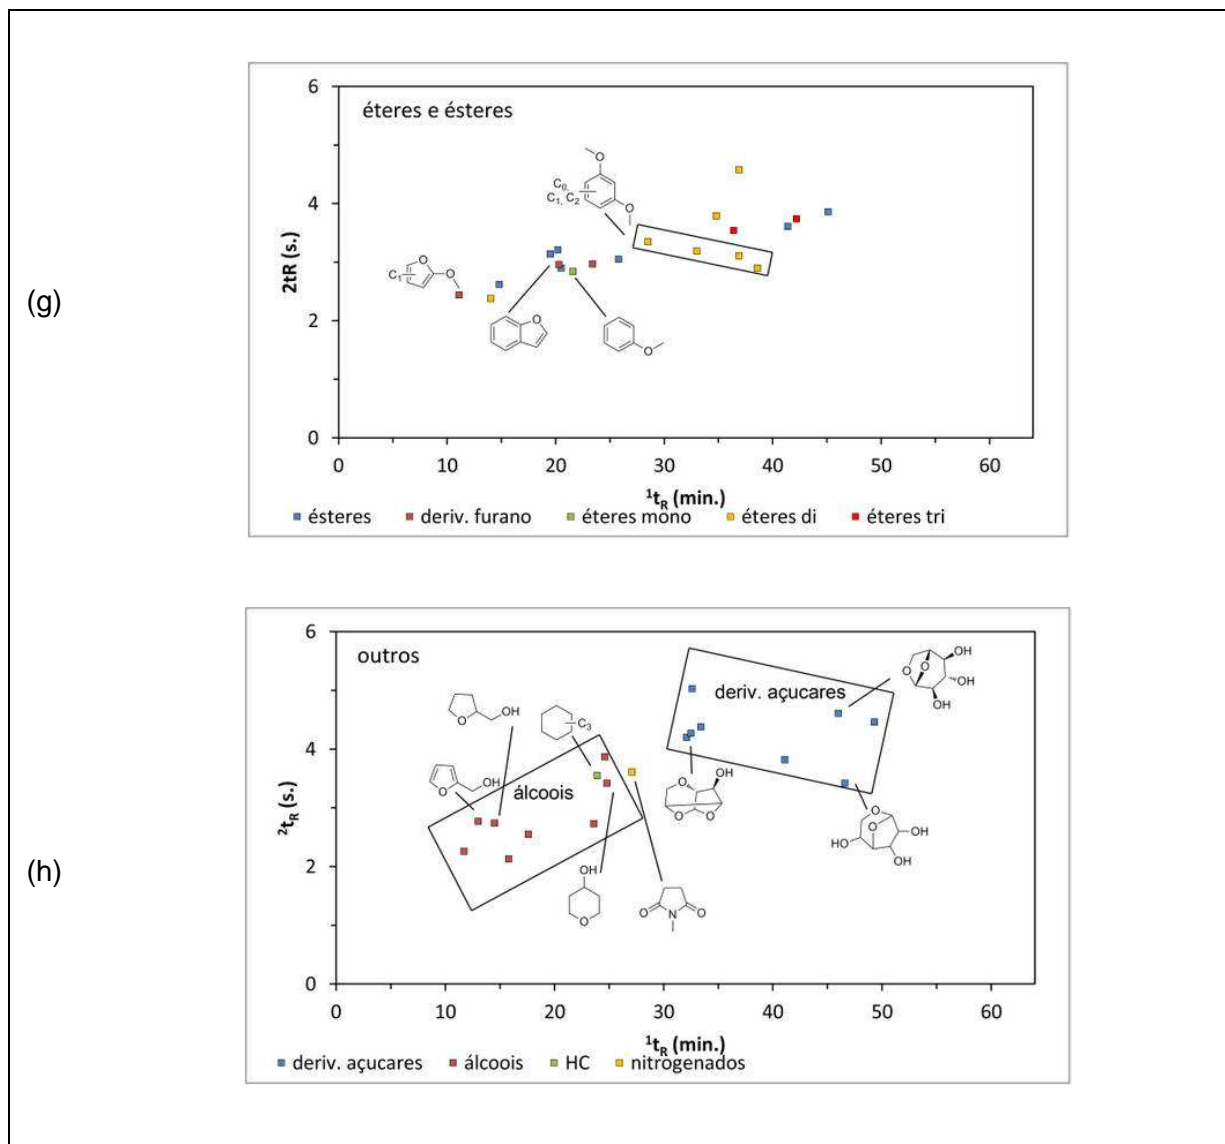 (g)
éteres e ésteres
2tR (s.)
6
4
2
0
C₀,
C₁, C₂
O
O
C₁
O
O
O
O
0 10 20 30 40 50 60
¹tR (min.)
ésteres deriv. furano éteres mono éteres di éteres tri
(h)
outros
²tR (s.)
6
4
2
0
deriv. açucares
álcoois
O OH
O OH
C₃
OH
O
O N O
O OH
O O
O O OH
OH
OH
O
O OH
HO
OH
0 10 20 30 40 50 60
¹tR (min.)
deriv. açucares álcoois HC nitrogenados